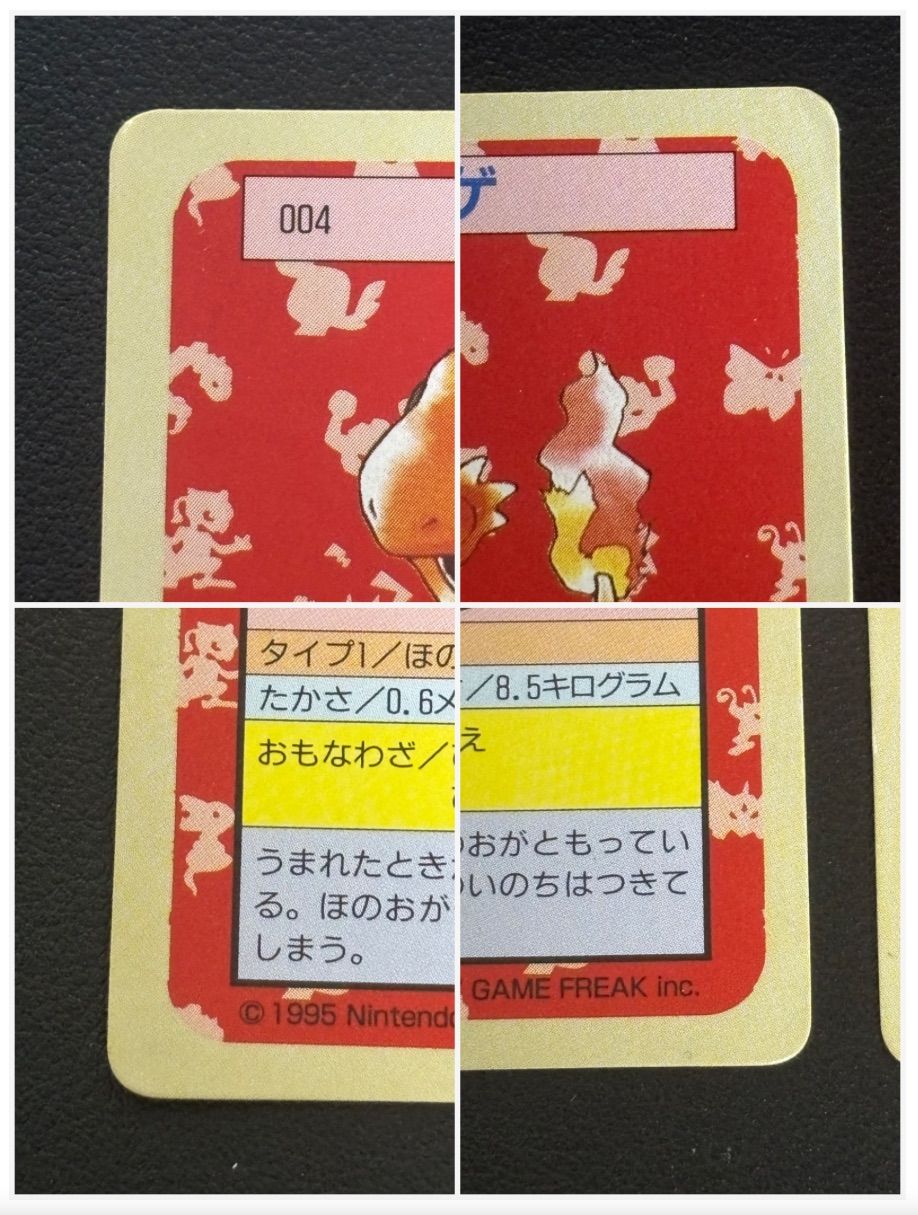 004
ゲ
タイプ1/ほの
たかさ/0.6メ
/8.5キログラム
おもなわざ/
え
うまれたとき
おがともってい
る。ほのおが
いのちはつきて
しまう。
© 1995 Nintendo
GAME FREAK inc.